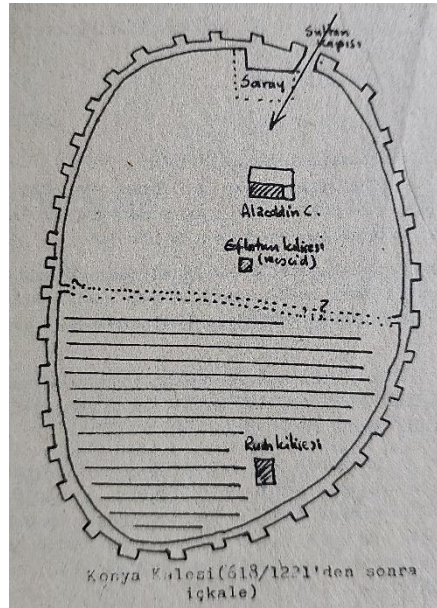 Sultan
Kapısı
Saray
Alaeddin C.
Eflatun kilisesi
(mescid)
?
Rum kilisesi
Konya Kalesi(618/1221'den sonra
içkale)